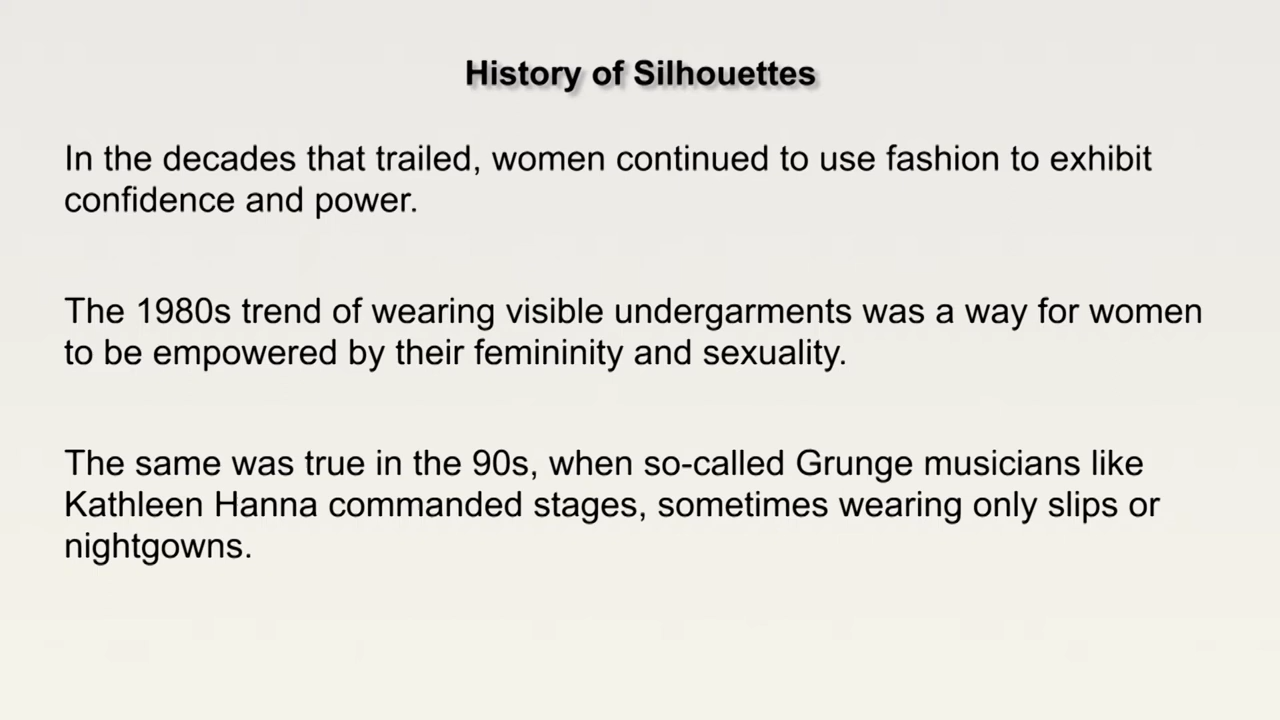 History of Silhouettes
In the decades that trailed, women continued to use fashion to exhibit
confidence and power.
The 1980s trend of wearing visible undergarments was a way for women
to be empowered by their femininity and sexuality.
The same was true in the 90s, when so-called Grunge musicians like
Kathleen Hanna commanded stages, sometimes wearing only slips or
nightgowns.